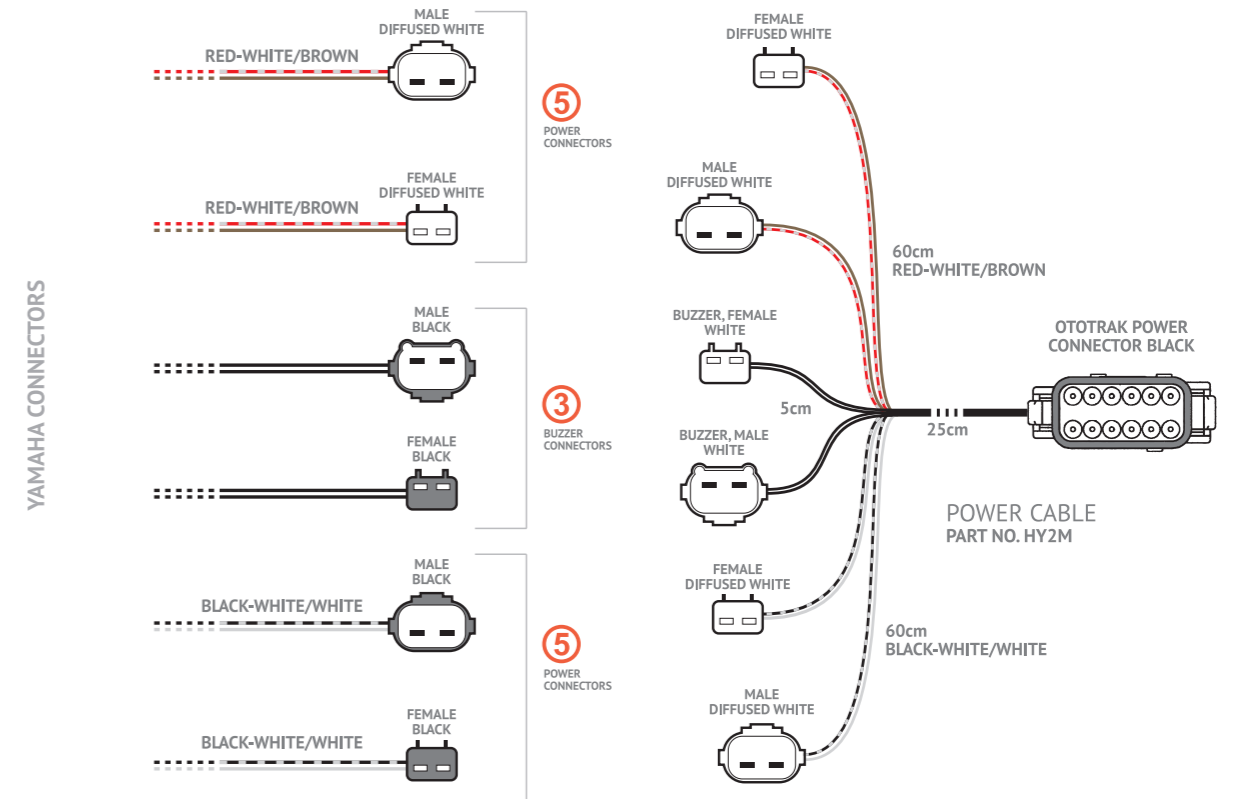 YAMAHA CONNECTORS
MALE
DIFFUSED WHITE
RED-WHITE/BROWN
FEMALE
DIFFUSED WHITE
RED-WHITE/BROWN
5
POWER
CONNECTORS
MALE
BLACK
FEMALE
BLACK
3
BUZZER
CONNECTORS
MALE
BLACK
BLACK-WHITE/WHITE
FEMALE
BLACK
BLACK-WHITE/WHITE
5
POWER
CONNECTORS
FEMALE
DIFFUSED WHITE
MALE
DIFFUSED WHITE
60cm
RED-WHITE/BROWN
BUZZER, FEMALE
WHITE
5cm
BUZZER, MALE
WHITE
FEMALE
DIFFUSED WHITE
60cm
BLACK-WHITE/WHITE
MALE
DIFFUSED WHITE
OTOTRAK POWER
CONNECTOR BLACK
25cm
POWER CABLE
PART NO. HY2M